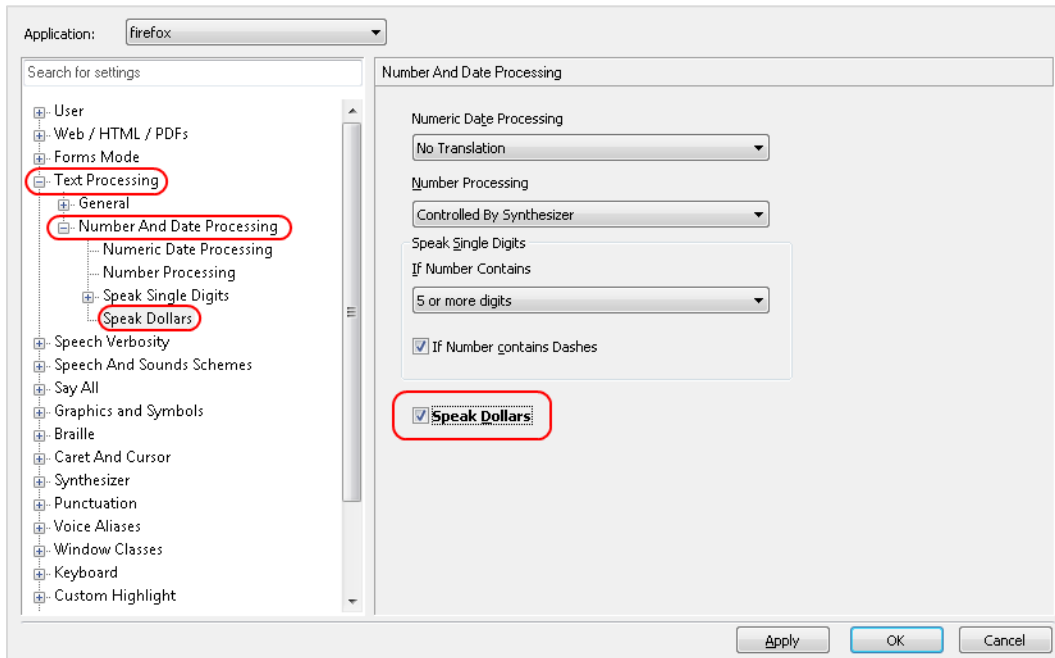 Application: firefox
Search for settings
User
Web / HTML / PDFs
Forms Mode
Text Processing
General
Number And Date Processing
Numeric Date Processing
Number Processing
Speak Single Digits
Speak Dollars
Speech Verbosity
Speech And Sounds Schemes
Say All
Graphics and Symbols
Braille
Caret And Cursor
Synthesizer
Punctuation
Voice Aliases
Window Classes
Keyboard
Custom Highlight
Number And Date Processing
Numeric Date Processing
No Translation
Number Processing
Controlled By Synthesizer
Speak Single Digits
If Number Contains
5 or more digits
If Number contains Dashes
Speak Dollars
Apply OK Cancel